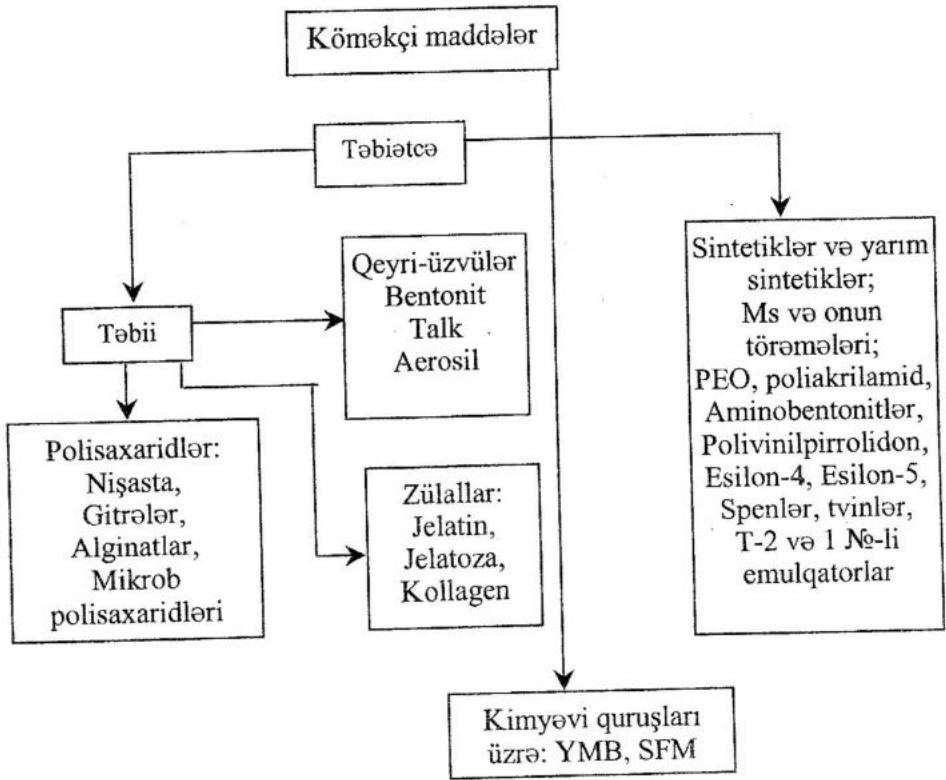 Köməkçi maddələr
Təbiətcə
Təbii
Qeyri-üzvülər
Bentonit
Talk
Aerosil
Polisaxaridlər:
Nişasta,
Gitrələr,
Alginatlar,
Mikrob
polisaxaridləri
Zülallar:
Jelatin,
Jelatoza,
Kollagen
Sintetiklər və yarım
sintetiklər;
Ms və onun
törəmələri;
PEO, poliakrilamid,
Aminobentonitlər,
Polivinilpirrolidon,
Esilon-4, Esilon-5,
Spenlər, tvinlər,
T-2 və 1 №-li
emulqatorlar
Kimyəvi quruşları
üzrə: YMB, SFM